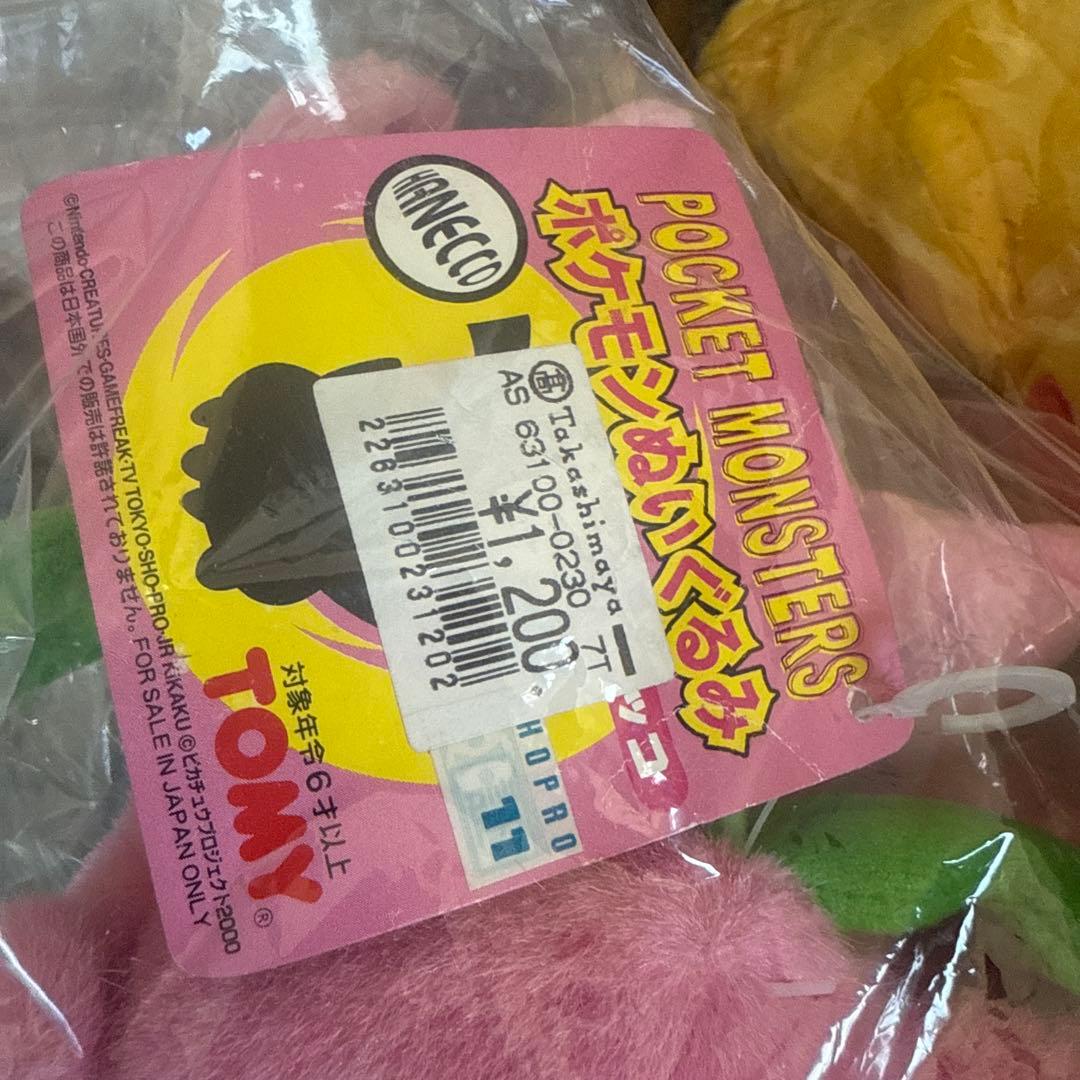 POCKET MONSTERS
ポケモンぬいぐるみ
HANECCO
ッコ
Takashimaya
AS 63100-0230 7T
¥1,200.
2263100231202
HOPRO
11
対象年令6才以上
TOMY®
©Nintendo·CREATURES·GAMEFREAK·TV TOKYO·SHO-PRO·JR KIKAKU ©ピカチュウプロジェクト2000
この商品は日本国外での販売は許諾されておりません。FOR SALE IN JAPAN ONLY